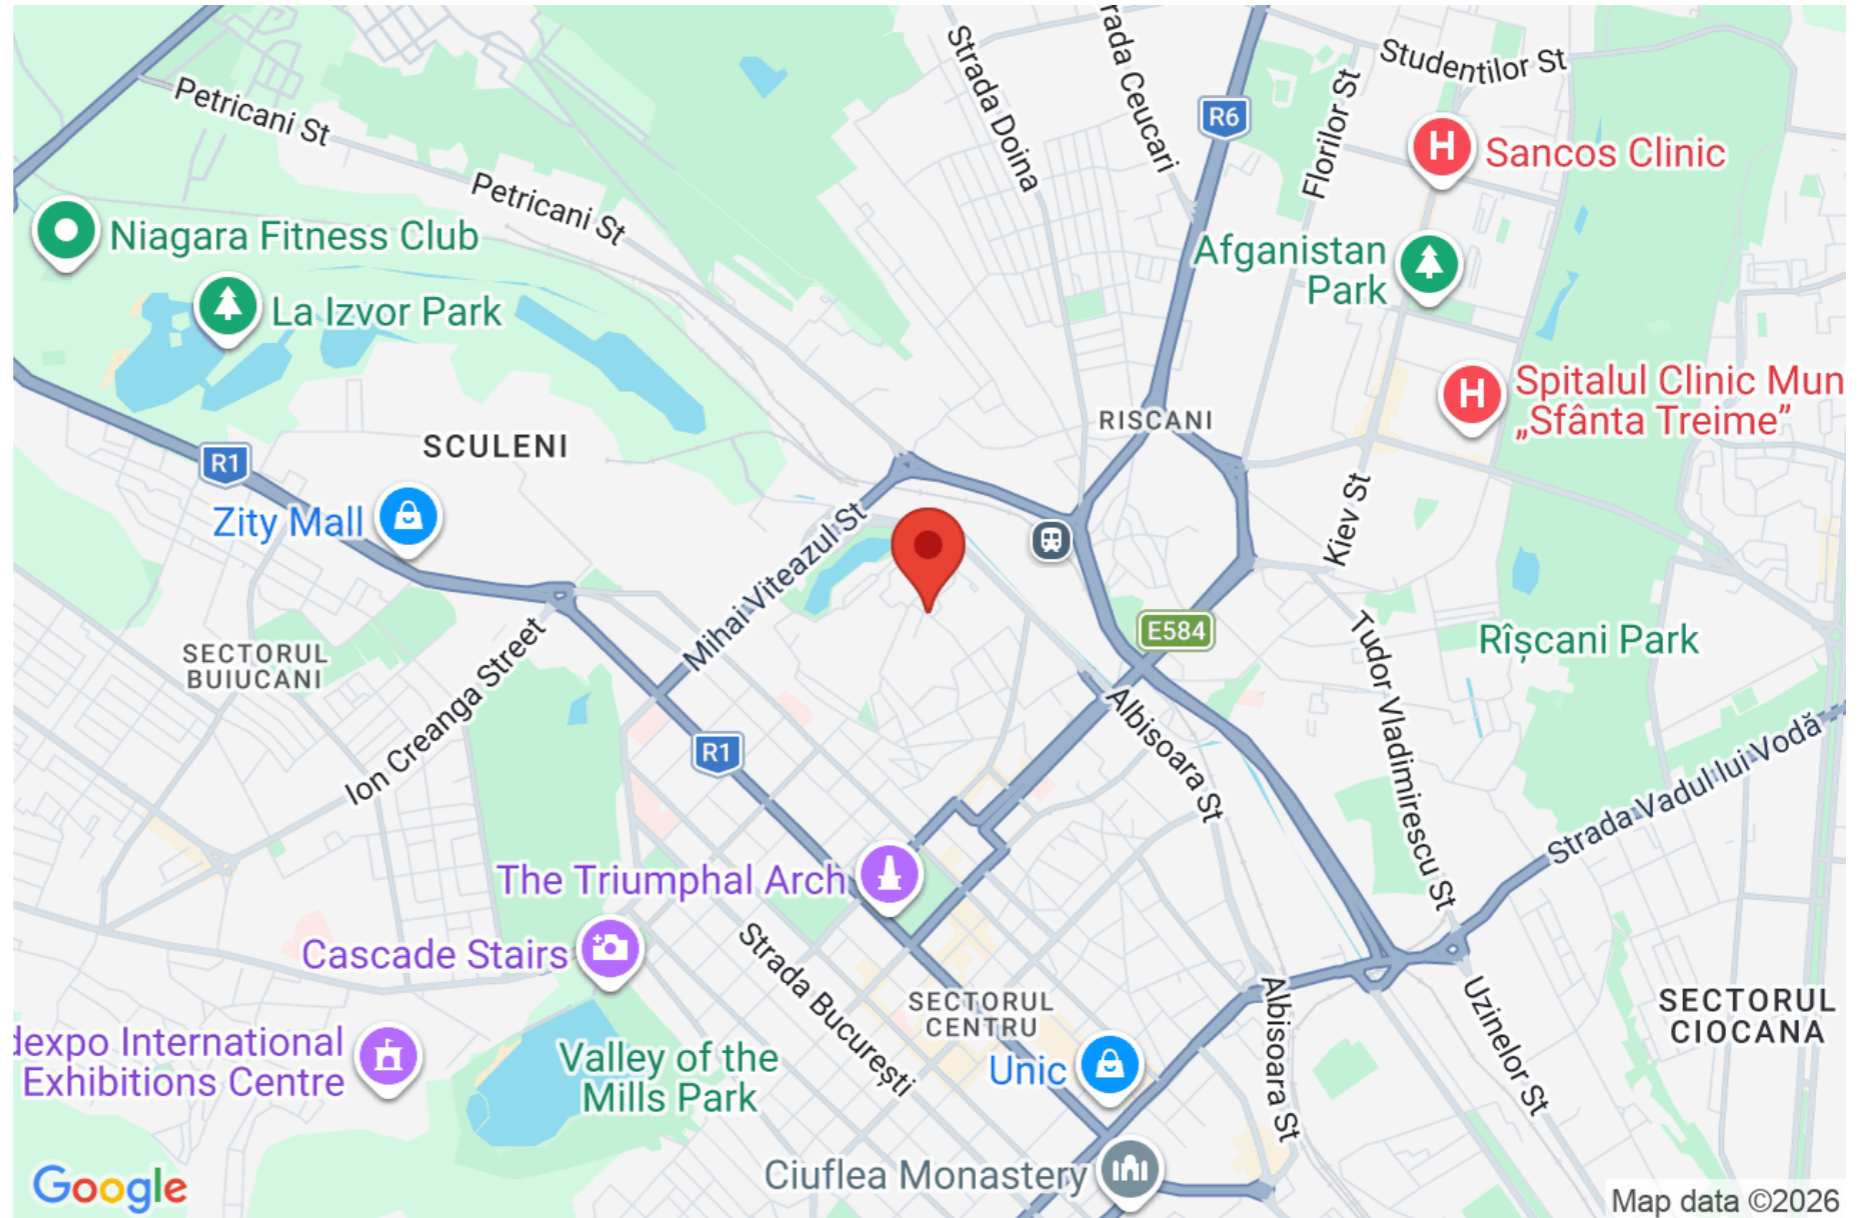 Strada Doina
rada Ceucari
Studentilor St
Petricani St
R6
Florilor St
Sancos Clinic
Petricani St
Niagara Fitness Club
Afganistan
Park
La Izvor Park
Spitalul Clinic Mun
„Sfânta Treime”
RISCANI
SCULENI
R1
Zity Mall
Mihai Viteazul St
Kiev St
E584
Rîșcani Park
SECTORUL
BUIUCANI
Ion Creanga Street
Tudor Vladimirescu St
Albisoara St
R1
Strada Vadul lui Vodă
The Triumphal Arch
Cascade Stairs
Strada București
SECTORUL
CENTRU
Albisoara St
Uzinelor St
SECTORUL
CIOCANA
dexpo International
Exhibitions Centre
Valley of the
Mills Park
Unic
Ciuflea Monastery
Google
Map data ©2026